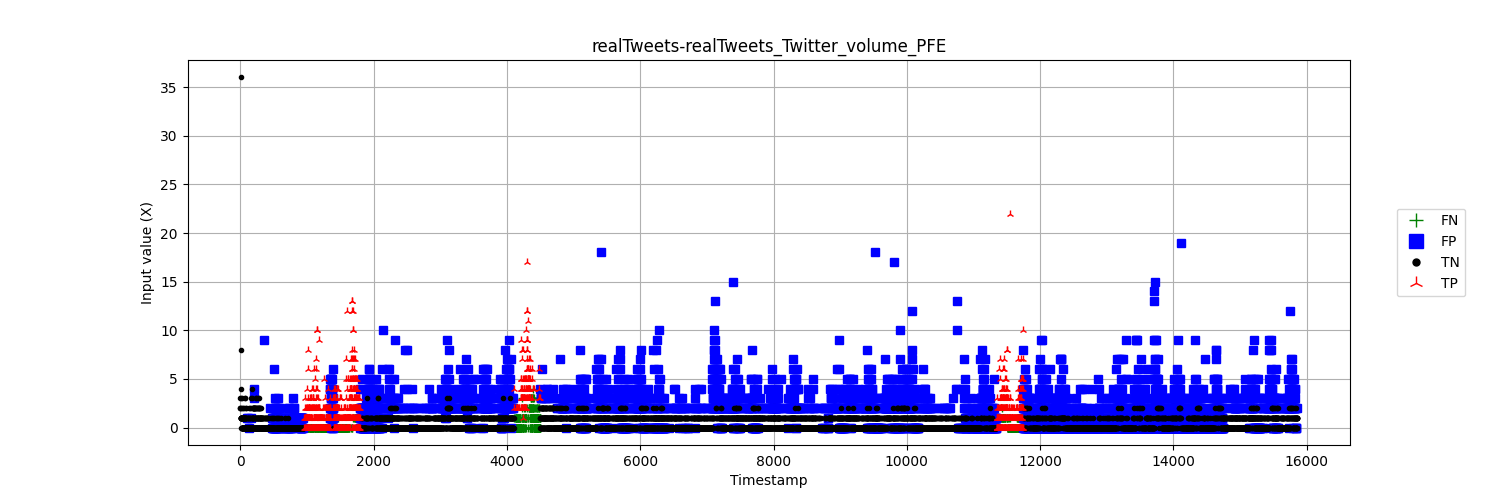 realTweets-realTweets_Twitter_volume_PFE
Input value (X)
35
30
25
20
15
10
5
0
0 2000 4000 6000 8000 10000 12000 14000 16000
Timestamp
FN
FP
TN
TP